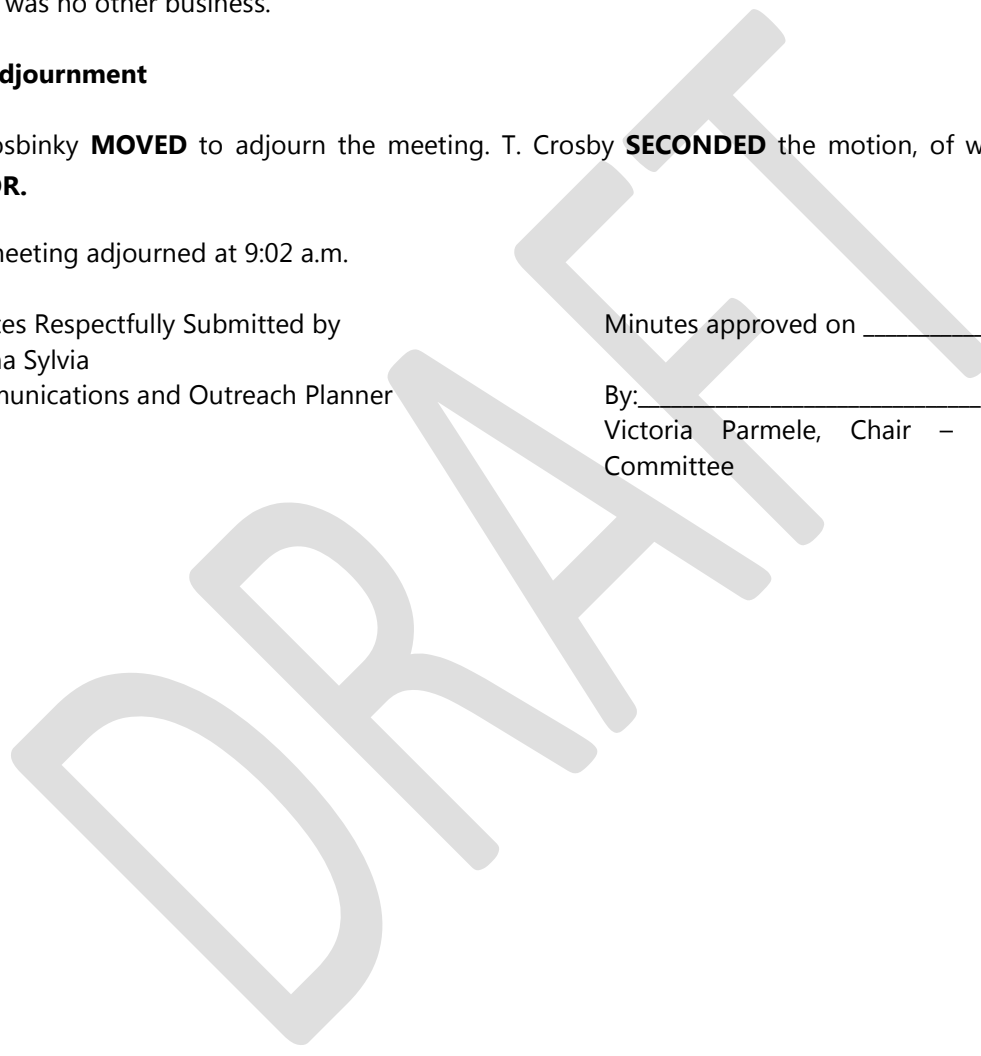 was no other business.
djournment
osbinky MOVED to adjourn the meeting. T. Crosby SECONDED the motion, of w
OR.
meeting adjourned at 9:02 a.m.
tes Respectfully Submitted by
na Sylvia
munications and Outreach Planner
Minutes approved on ___________
By:________________________________
Victoria Parmele, Chair –
Committee
DRAFT